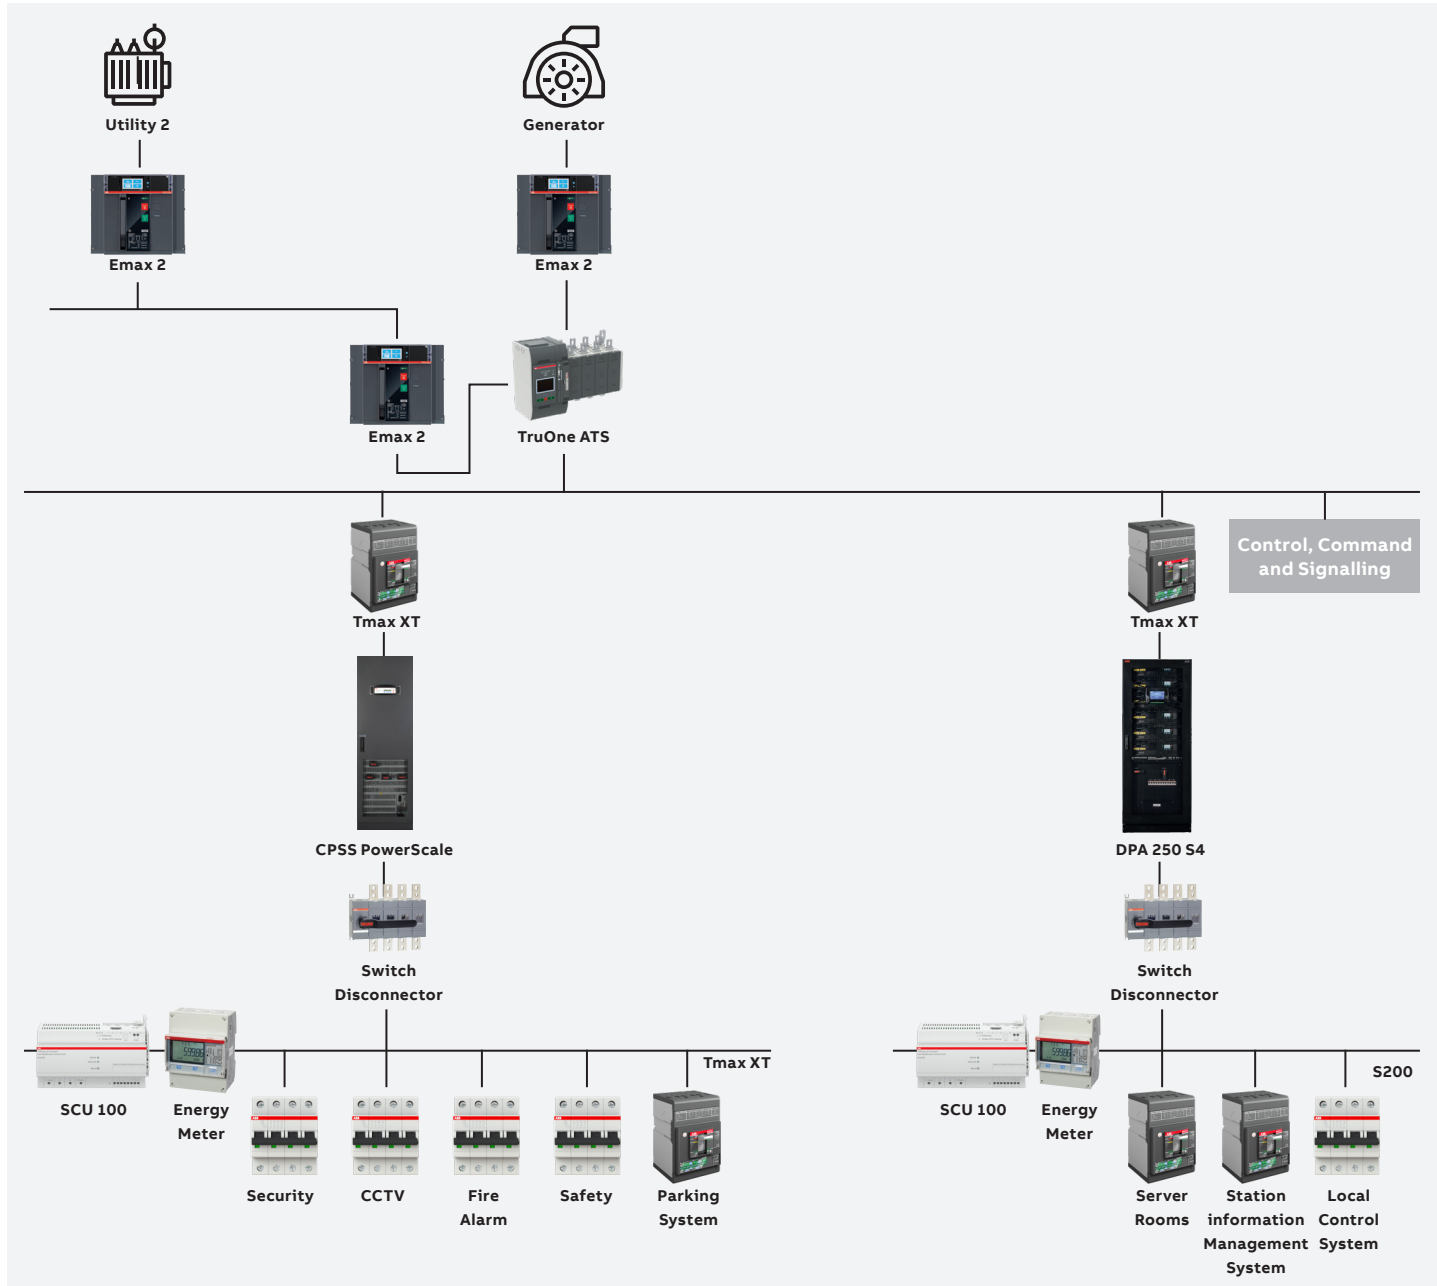 Utility 2
Generator
Emax 2
Emax 2
Emax 2
TruOne ATS
Tmax XT
Tmax XT
Control, Command
and Signalling
CPSS PowerScale
DPA 250 S4
Switch
Disconnector
Switch
Disconnector
Tmax XT
S200
SCU 100
Energy
Meter
SCU 100
Energy
Meter
Security
CCTV
Fire
Alarm
Safety
Parking
System
Server
Rooms
Station
information
Management
System
Local
Control
System